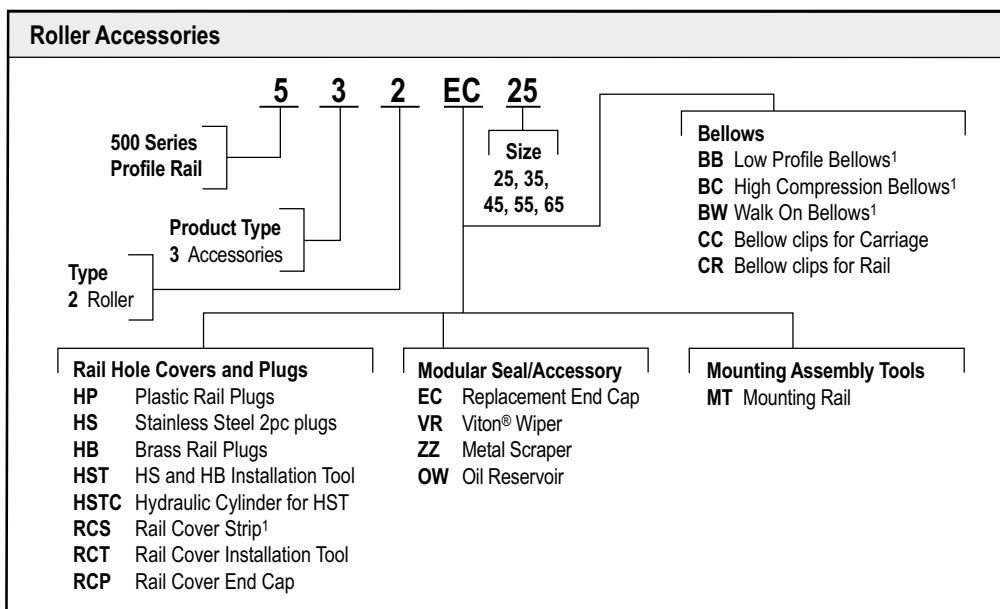 Roller Accessories
5 3 2 EC 25
500 Series
Profile Rail
Product Type
3 Accessories
Type
2 Roller
Size
25, 35,
45, 55, 65
Bellows
BB Low Profile Bellows¹
BC High Compression Bellows¹
BW Walk On Bellows¹
CC Bellow clips for Carriage
CR Bellow clips for Rail
Rail Hole Covers and Plugs
HP Plastic Rail Plugs
HS Stainless Steel 2pc plugs
HB Brass Rail Plugs
HST HS and HB Installation Tool
HSTC Hydraulic Cylinder for HST
RCS Rail Cover Strip¹
RCT Rail Cover Installation Tool
RCP Rail Cover End Cap
Modular Seal/Accessory
EC Replacement End Cap
VR Viton® Wiper
ZZ Metal Scraper
OW Oil Reservoir
Mounting Assembly Tools
MT Mounting Rail